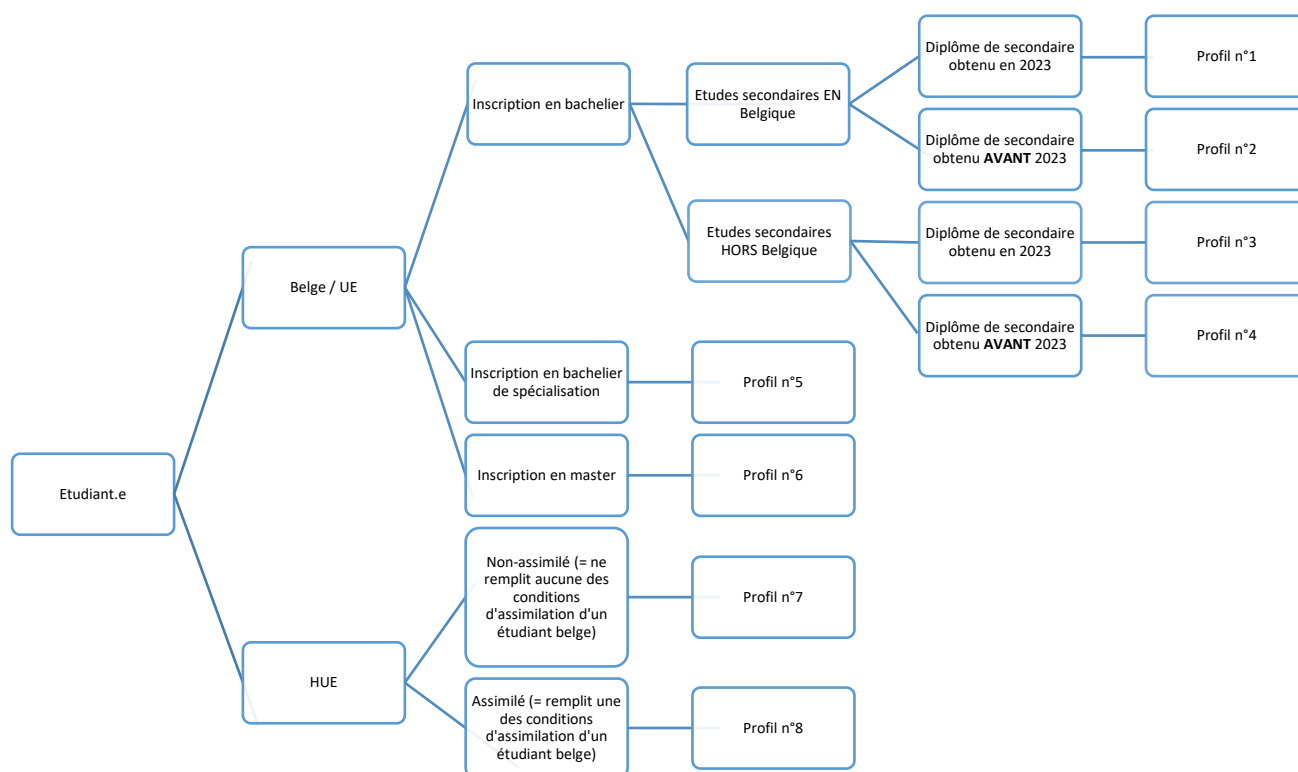 Diplôme de secondaire
obtenu en 2023
Profil n°1
Inscription en bachelier
Etudes secondaires EN
Belgique
Diplôme de secondaire
obtenu AVANT 2023
Profil n°2
Etudes secondaires
HORS Belgique
Diplôme de secondaire
obtenu en 2023
Profil n°3
Belge / UE
Diplôme de secondaire
obtenu AVANT 2023
Profil n°4
Inscription en bachelier
de spécialisation
Profil n°5
Inscription en master
Profil n°6
Etudiant.e
Non-assimilé (= ne
remplit aucune des
conditions
d'assimilation d'un
étudiant belge)
Profil n°7
HUE
Assimilé (= remplit une
des conditions
d'assimilation d'un
étudiant belge)
Profil n°8